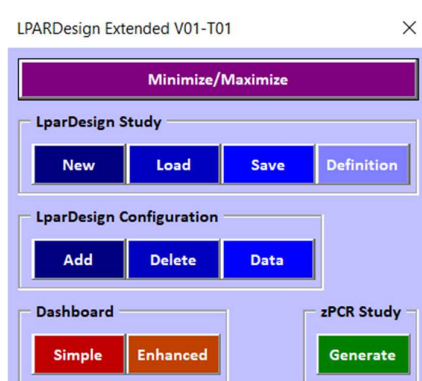 LPARDesign Extended V01-T01
Minimize/Maximize
LparDesign Study
New Load Save Definition
LparDesign Configuration
Add Delete Data
Dashboard zPCR Study
Simple Enhanced Generate